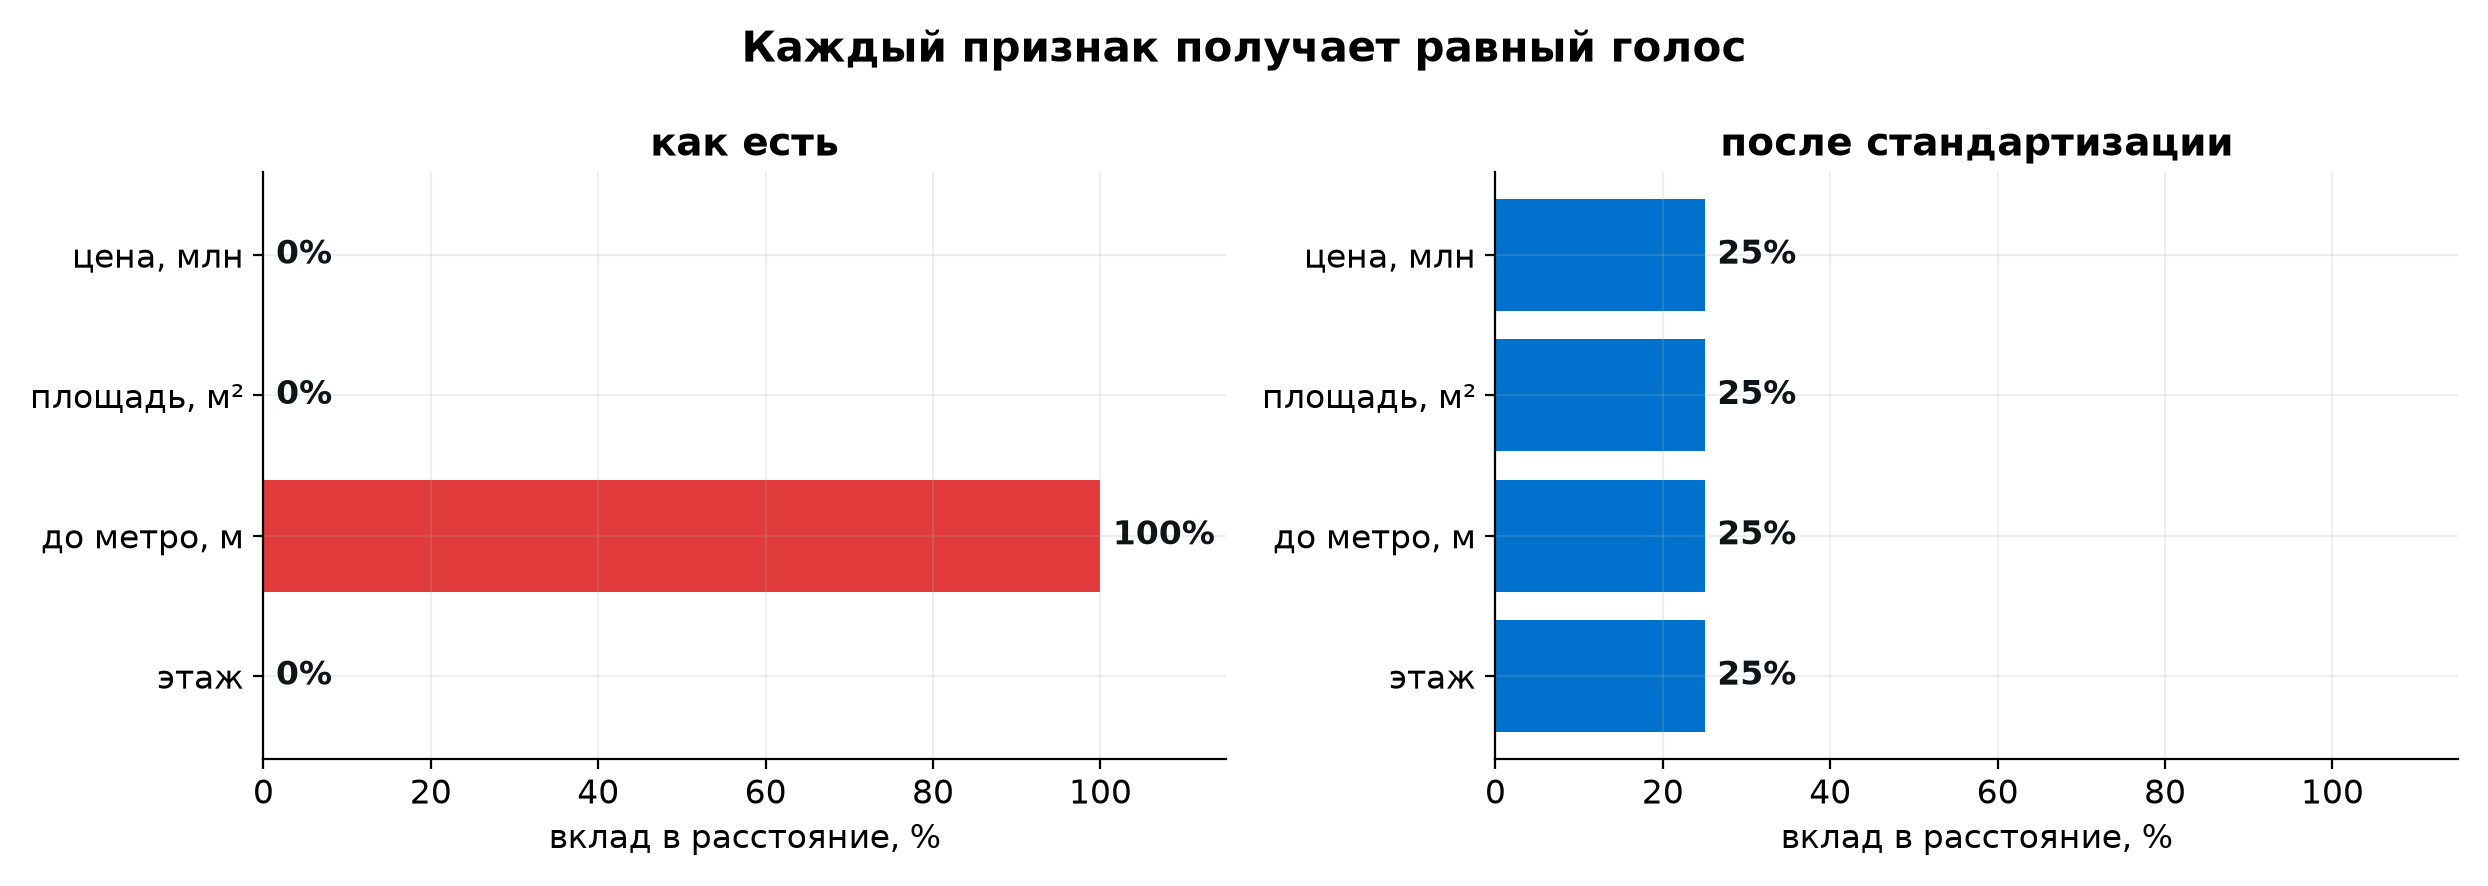 Каждый признак получает равный голос
как есть
цена, млн
0%
площадь, м²
0%
до метро, м
100%
этаж
0%
0 20 40 60 80 100
вклад в расстояние, %
после стандартизации
цена, млн
25%
площадь, м²
25%
до метро, м
25%
этаж
25%
0 20 40 60 80 100
вклад в расстояние, %